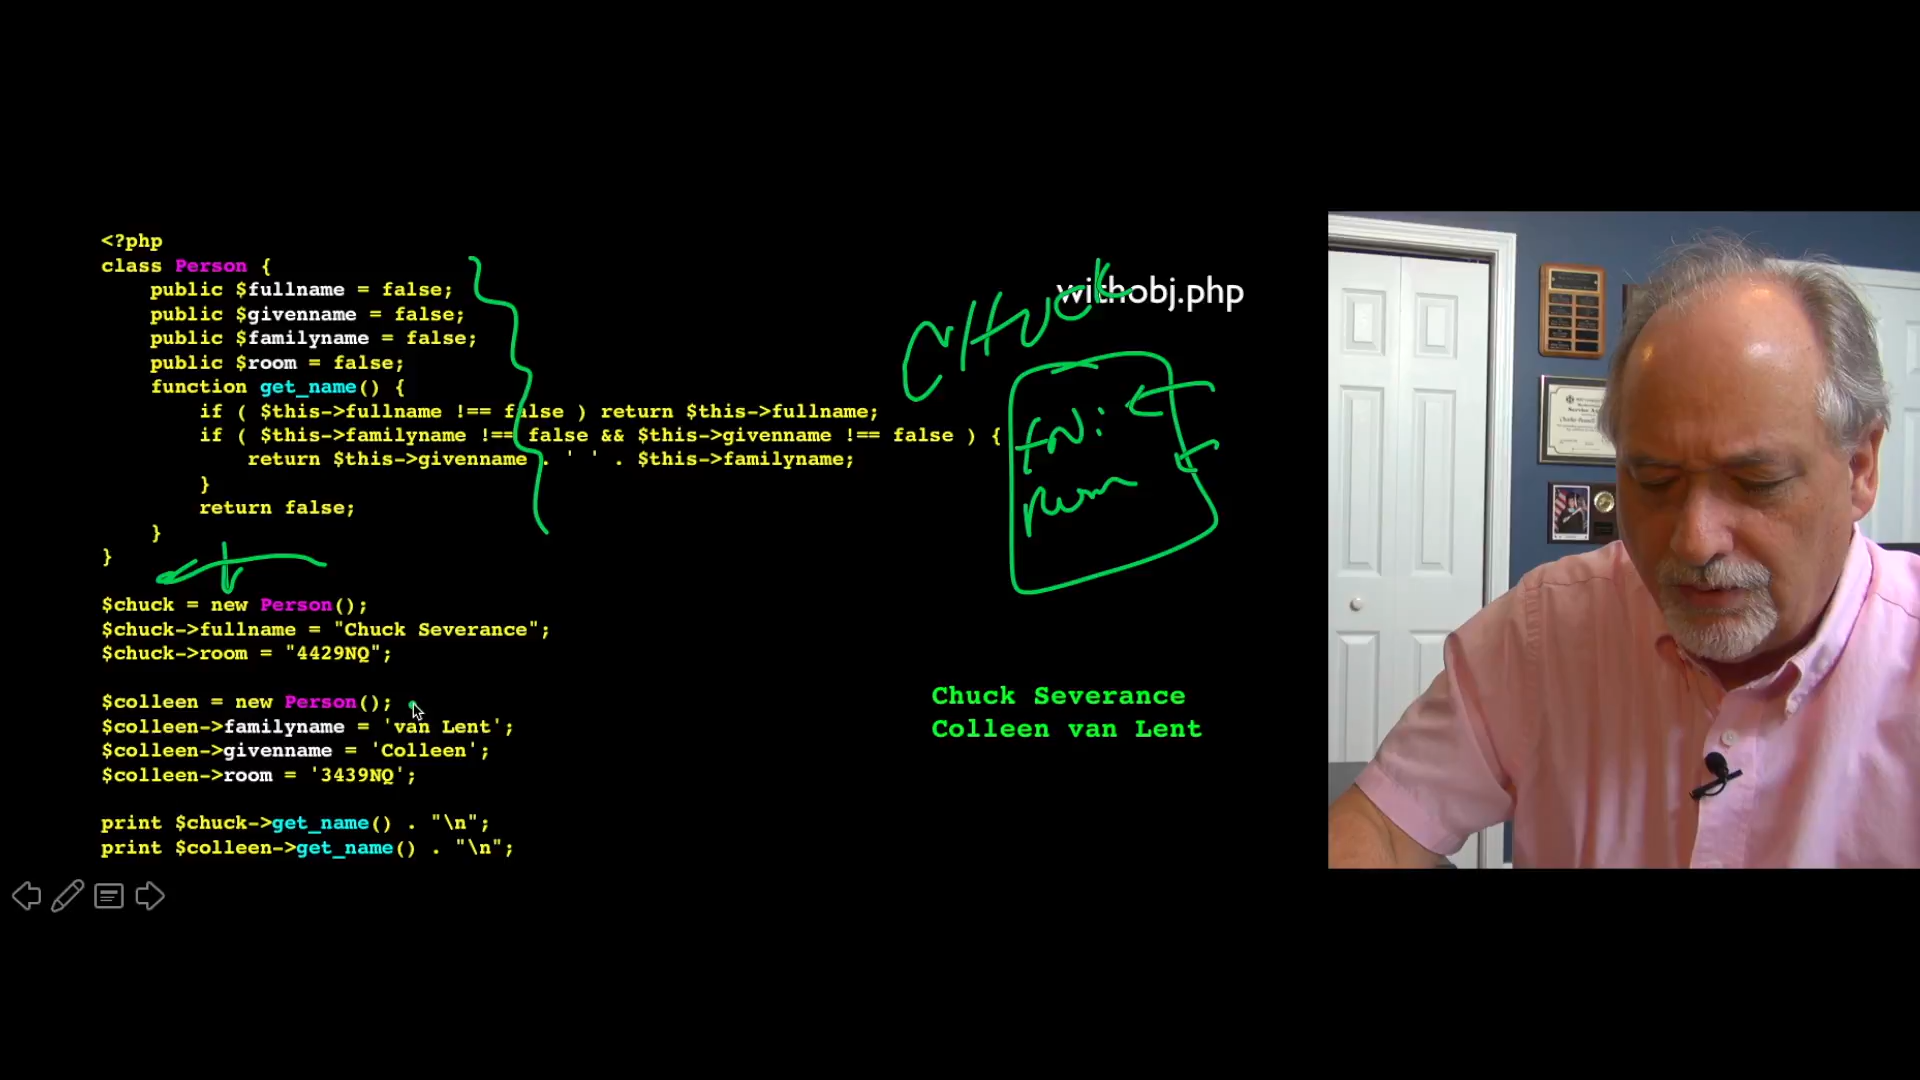 <?php
class Person {
    public $fullname = false;
    public $givenname = false;
    public $familyname = false;
    public $room = false;
    function get_name() {
        if ( $this->fullname !== false ) return $this->fullname;
        if ( $this->familyname !== false && $this->givenname !== false ) {
            return $this->givenname . ' ' . $this->familyname;
        }
        return false;
    }
}
$chuck = new Person();
$chuck->fullname = "Chuck Severance";
$chuck->room = "4429NQ";
$colleen = new Person();
$colleen->familyname = 'van Lent';
$colleen->givenname = 'Colleen';
$colleen->room = '3439NQ';
print $chuck->get_name() . "\n";
print $colleen->get_name() . "\n";
withobj.php
CHUCK
fN:
room
Chuck Severance
Colleen van Lent